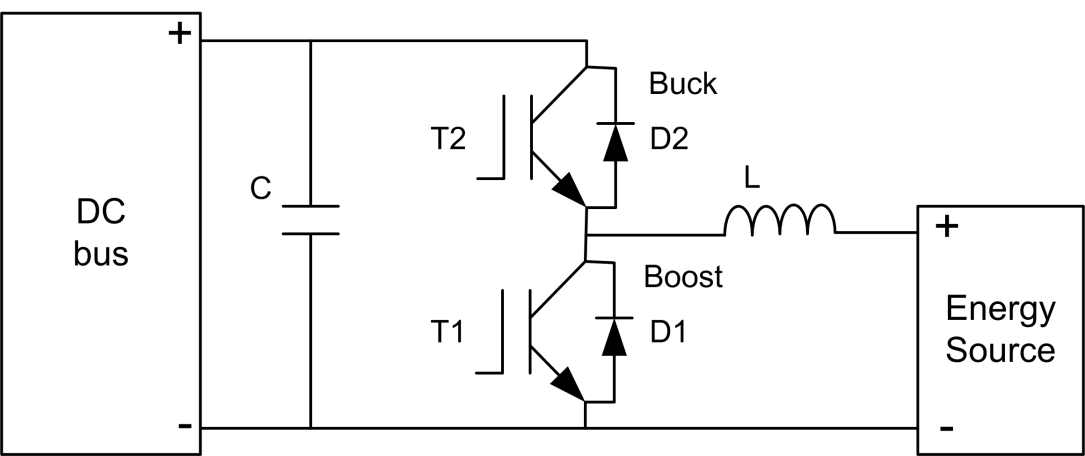 +
Buck
T2
D2
C
L
DC
bus
+
Boost
Energy
Source
T1
D1
-
-